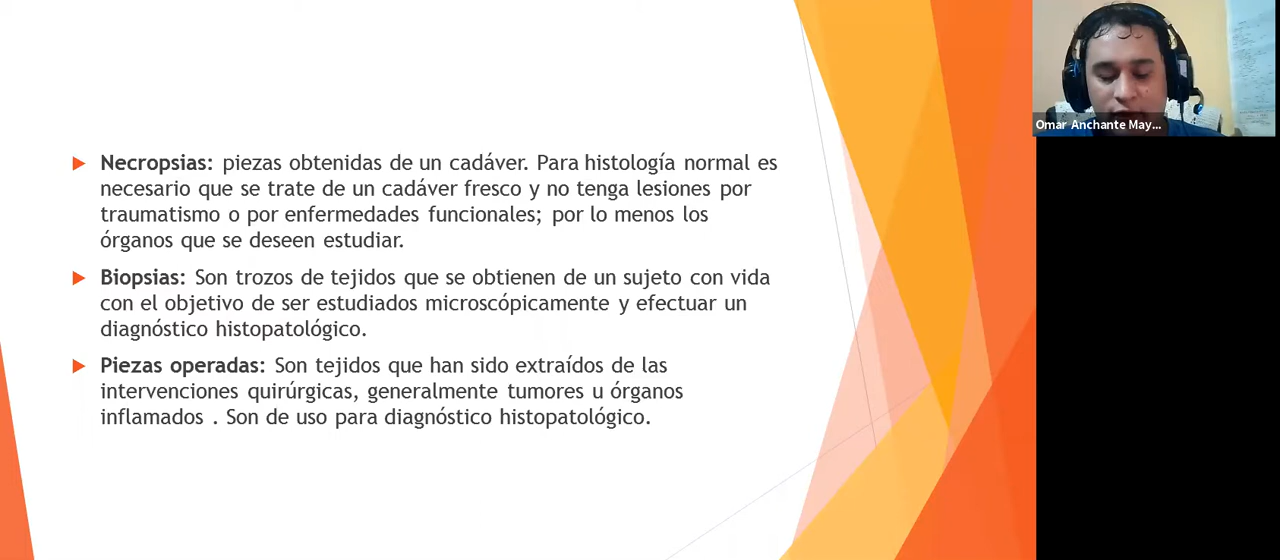 Necropsias: piezas obtenidas de un cadáver. Para histología normal es
necesario que se trate de un cadáver fresco y no tenga lesiones por
traumatismo o por enfermedades funcionales; por lo menos los
órganos que se deseen estudiar.
Biopsias: Son trozos de tejidos que se obtienen de un sujeto con vida
con el objetivo de ser estudiados microscópicamente y efectuar un
diagnóstico histopatológico.
Piezas operadas: Son tejidos que han sido extraídos de las
intervenciones quirúrgicas, generalmente tumores u órganos
inflamados . Son de uso para diagnóstico histopatológico.
Omar Anchante May...